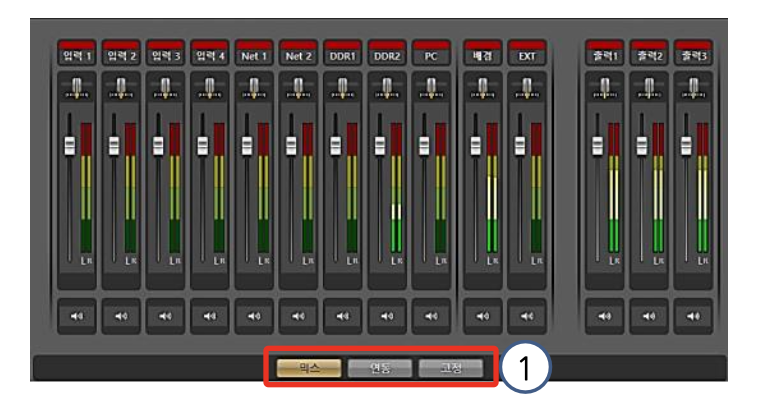 입력 1 입력 2 입력 3 입력 4 Net 1 Net 2 DDR1 DDR2 PC 배경 EXT 출력1 출력2 출력3
L R L R L R L R L R L R L R L R L R L R L R L R L R L R
믹스 연동 고정 1